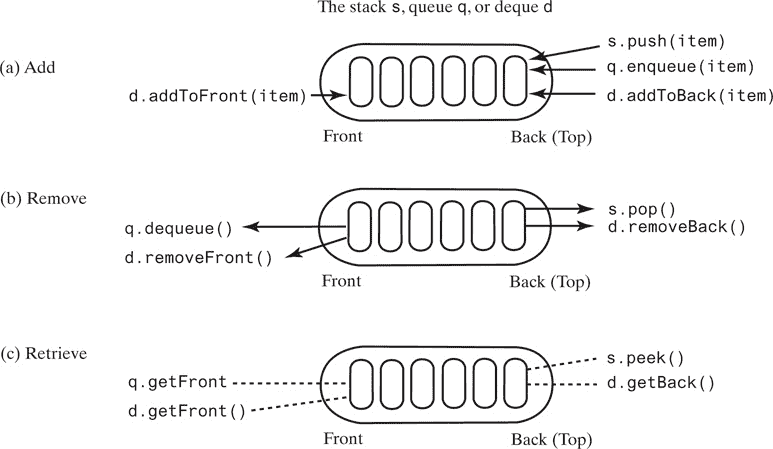 The stack s, queue q, or deque d
(a) Add
s.push(item)
q.enqueue(item)
d.addToFront(item)
d.addToBack(item)
Front
Back (Top)
(b) Remove
s.pop()
q.dequeue()
d.removeBack()
d.removeFront()
Front
Back (Top)
(c) Retrieve
s.peek()
q.getFront
d.getBack()
d.getFront()
Front
Back (Top)